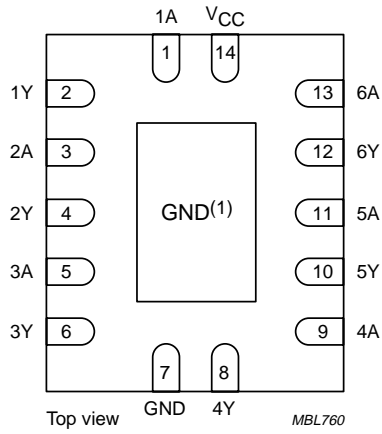 1A VCC
1 14
1Y 2 13 6A
2A 3 12 6Y
2Y 4 GND(1) 11 5A
3A 5 10 5Y
3Y 6 9 4A
7 8
Top view GND 4Y MBL760